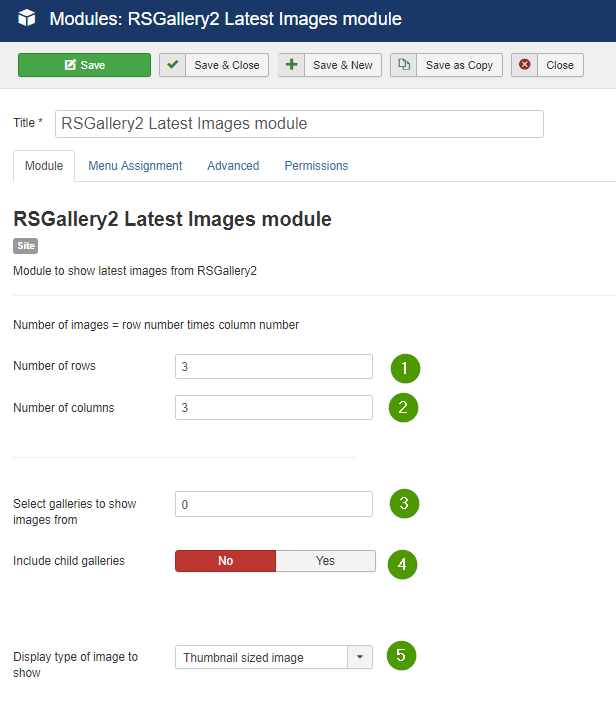 Modules: RSGallery2 Latest Images module
Save Save & Close Save & New Save as Copy Close
Title * RSGallery2 Latest Images module
Module Menu Assignment Advanced Permissions
RSGallery2 Latest Images module
Site
Module to show latest images from RSGallery2
Number of images = row number times column number
Number of rows 3 1
Number of columns 3 2
Select galleries to show
images from 0 3
Include child galleries No Yes 4
Display type of image to
show Thumbnail sized image 5